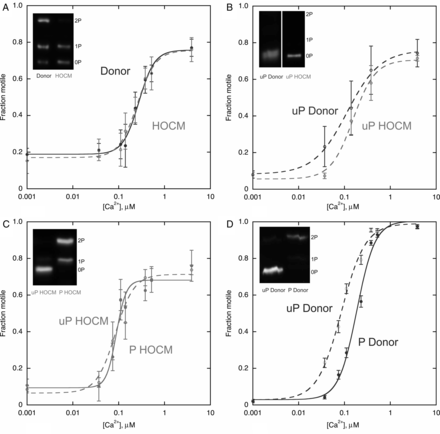 A
2P
1P
0P
Donor HOCM
Donor
HOCM
Fraction motile
1.0
0.8
0.6
0.4
0.2
0
0.001 0.01 0.1 1 10
[Ca²⁺], μM
B
0P
uP Donor uP HOCM
uP Donor
uP HOCM
Fraction motile
1.0
0.8
0.6
0.4
0.2
0
0.001 0.01 0.1 1 10
[Ca²⁺], μM
C
2P
1P
0P
uP HOCM P HOCM
uP HOCM
P HOCM
Fraction motile
1.0
0.8
0.6
0.4
0.2
0
0.001 0.01 0.1 1 10
[Ca²⁺], μM
D
2P
1P
0P
uP Donor P Donor
uP Donor
P Donor
Fraction motile
1.0
0.8
0.6
0.4
0.2
0
0.001 0.01 0.1 1 10
[Ca²⁺], μM